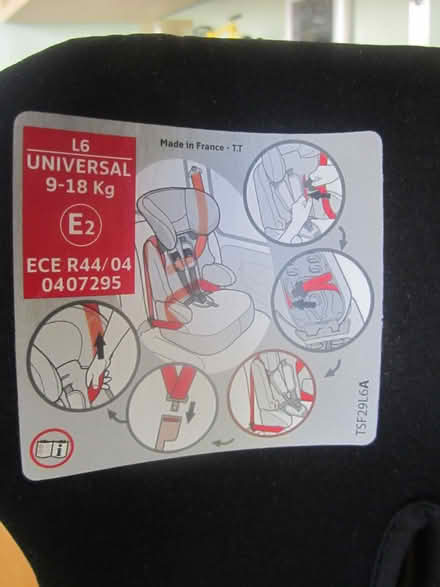 L6
UNIVERSAL
9-18 Kg
E2
ECE R44/04
0407295
Made in France - T.T
TSF29L6A
i